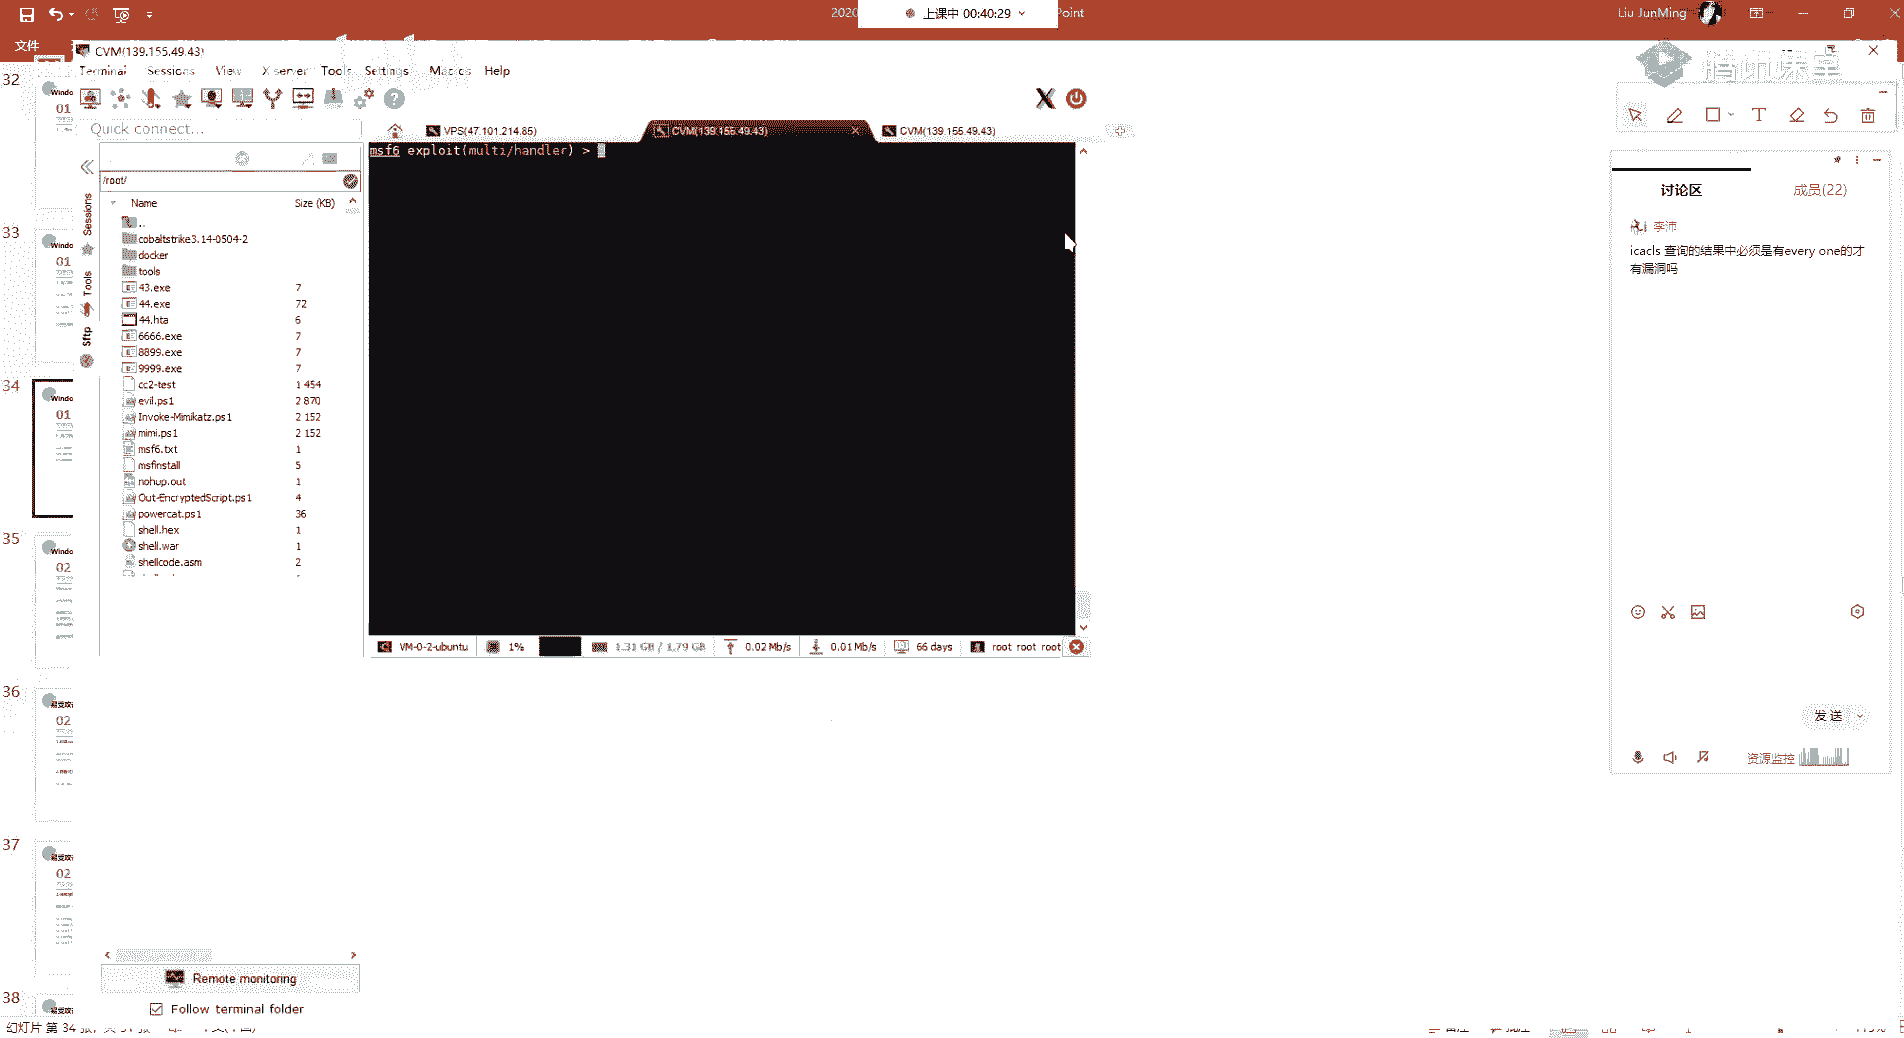 2020
上课中 00:40:29
Point
Liu JunMing
文件
CVM(139.155.49.43)
腾讯课堂
Terminal Sessions View X server Tools Settings Macros Help
Quick connect...
VPS(47.101.214.85)
CVM(139.155.49.43)
CVM(139.155.49.43)
msf6 exploit(multi/handler) >
/root/
Name Size (KB)
..
cobaltstrike3.14-0504-2
docker
tools
43.exe 7
44.exe 72
44.hta 6
6666.exe 7
8899.exe 7
9999.exe 7
cc2-test 1 454
evil.ps1 2 870
Invoke-Mimikatz.ps1 2 152
mimi.ps1 2 152
msf6.txt 1
msfinstall 5
nohup.out 1
Out-EncryptedScript.ps1 4
powercat.ps1 36
shell.hex 1
shell.war 1
shellcode.asm 2
Sessions
Tools
Sftp
VM-0-2-ubuntu 1% 1.31 GB / 1.79 GB 0.02 Mb/s 0.01 Mb/s 66 days root root root
Remote monitoring
Follow terminal folder
32
Windo
01
33
Windo
01
34
Windo
01
35
Windo
02
36
02
37
02
38
讨论区
成员(22)
李沛
icacls 查询的结果中必须是有every one的才
有漏洞吗
发送
资源监控
幻灯片 第 34 张